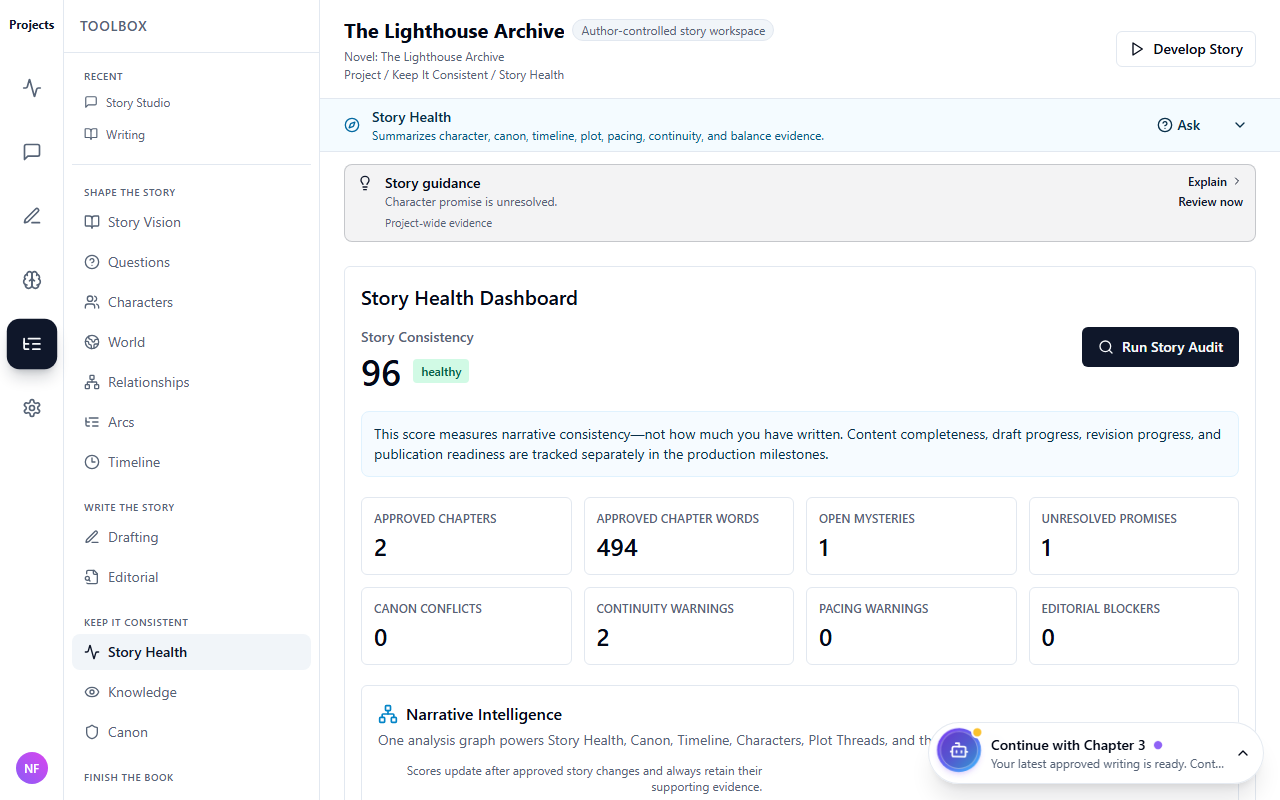 Projects
TOOLBOX
RECENT
Story Studio
Writing
SHAPE THE STORY
Story Vision
Questions
Characters
World
Relationships
Arcs
Timeline
WRITE THE STORY
Drafting
Editorial
KEEP IT CONSISTENT
Story Health
Knowledge
Canon
FINISH THE BOOK
NF
The Lighthouse Archive
Author-controlled story workspace
Novel: The Lighthouse Archive
Project / Keep It Consistent / Story Health
Develop Story
Story Health
Summarizes character, canon, timeline, plot, pacing, continuity, and balance evidence.
Ask
Story guidance
Character promise is unresolved.
Project-wide evidence
Explain
Review now
Story Health Dashboard
Story Consistency
96 healthy
Run Story Audit
This score measures narrative consistency—not how much you have written. Content completeness, draft progress, revision progress, and
publication readiness are tracked separately in the production milestones.
APPROVED CHAPTERS
2
APPROVED CHAPTER WORDS
494
OPEN MYSTERIES
1
UNRESOLVED PROMISES
1
CANON CONFLICTS
0
CONTINUITY WARNINGS
2
PACING WARNINGS
0
EDITORIAL BLOCKERS
0
Narrative Intelligence
One analysis graph powers Story Health, Canon, Timeline, Characters, Plot Threads, and
Scores update after approved story changes and always retain their
supporting evidence.
Continue with Chapter 3
Your latest approved writing is ready. Cont...